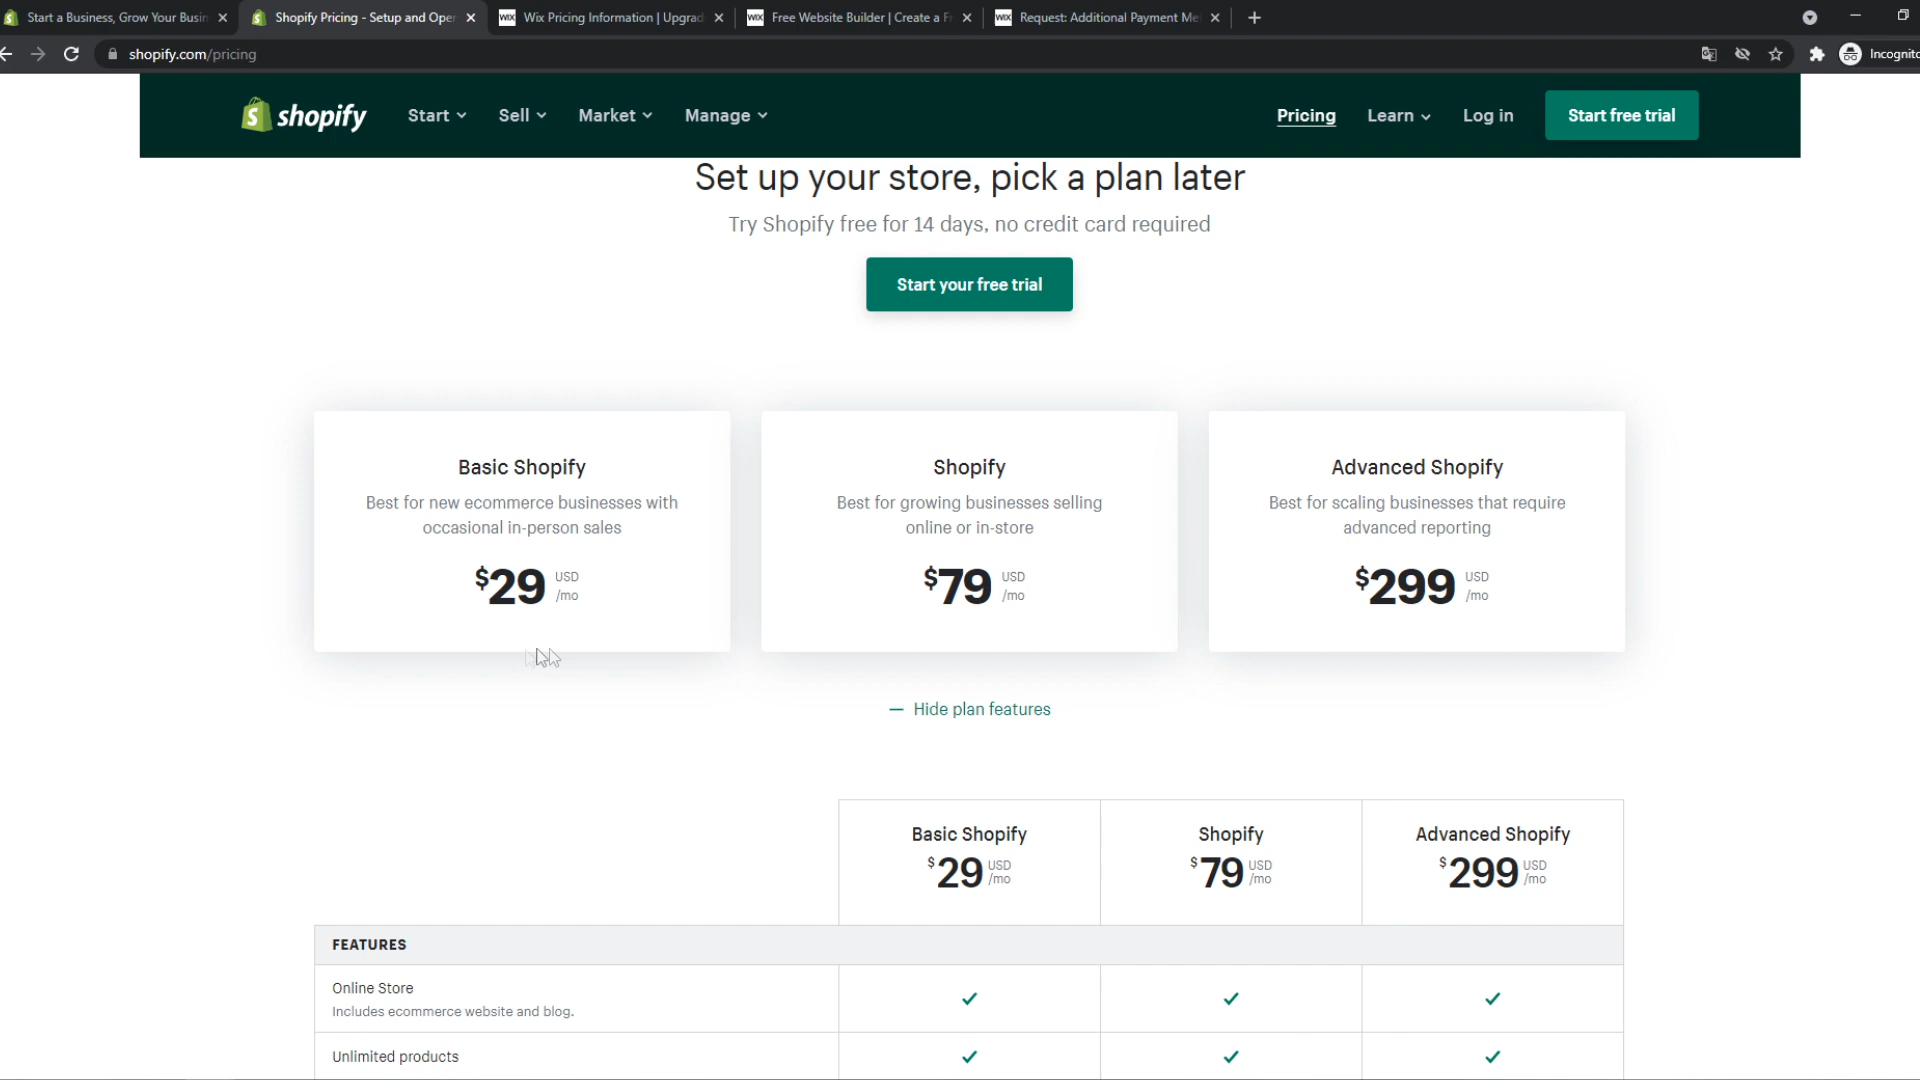 Start a Business, Grow Your Busin
Shopify Pricing - Setup and Oper
WIX Wix Pricing Information | Upgrad
WIX Free Website Builder | Create a F
WIX Request: Additional Payment Me
shopify.com/pricing
Incognito
shopify
Start
Sell
Market
Manage
Pricing
Learn
Log in
Start free trial
Set up your store, pick a plan later
Try Shopify free for 14 days, no credit card required
Start your free trial
Basic Shopify
Best for new ecommerce businesses with
occasional in-person sales
$29 USD /mo
Shopify
Best for growing businesses selling
online or in-store
$79 USD /mo
Advanced Shopify
Best for scaling businesses that require
advanced reporting
$299 USD /mo
— Hide plan features
Basic Shopify
$29 USD /mo
Shopify
$79 USD /mo
Advanced Shopify
$299 USD /mo
FEATURES
Online Store
Includes ecommerce website and blog.
Unlimited products